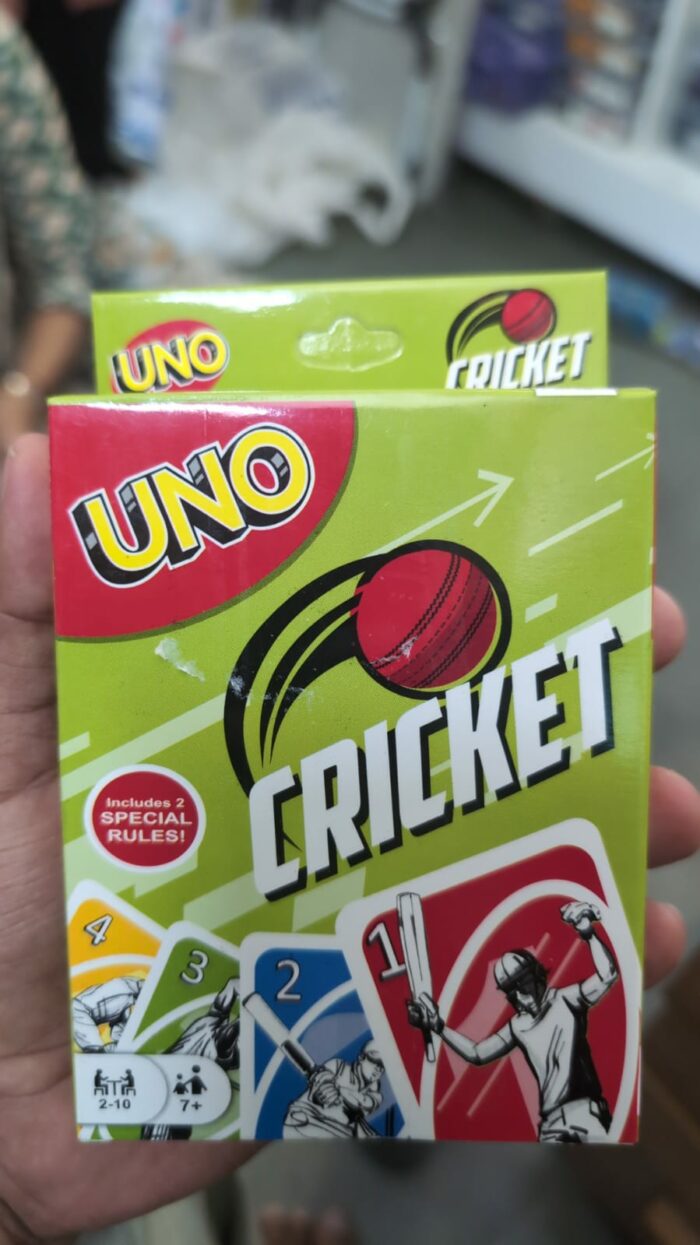 UNO
CRICKET
UNO
CRICKET
Includes 2
SPECIAL
RULES!
4
3
2
1
2-10
7+